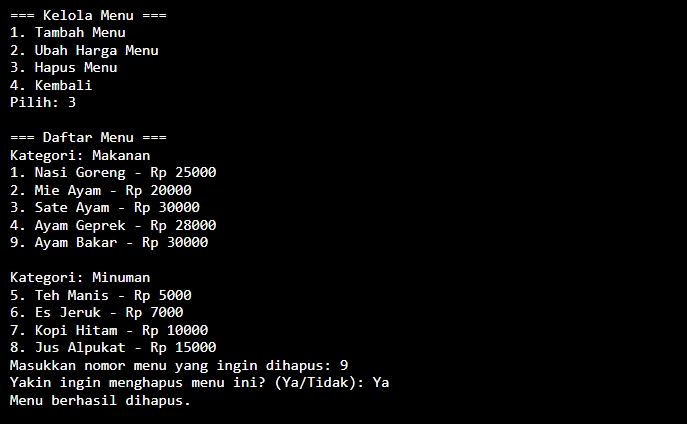 === Kelola Menu ===
1. Tambah Menu
2. Ubah Harga Menu
3. Hapus Menu
4. Kembali
Pilih: 3
=== Daftar Menu ===
Kategori: Makanan
1. Nasi Goreng - Rp 25000
2. Mie Ayam - Rp 20000
3. Sate Ayam - Rp 30000
4. Ayam Geprek - Rp 28000
9. Ayam Bakar - Rp 30000
Kategori: Minuman
5. Teh Manis - Rp 5000
6. Es Jeruk - Rp 7000
7. Kopi Hitam - Rp 10000
8. Jus Alpukat - Rp 15000
Masukkan nomor menu yang ingin dihapus: 9
Yakin ingin menghapus menu ini? (Ya/Tidak): Ya
Menu berhasil dihapus.